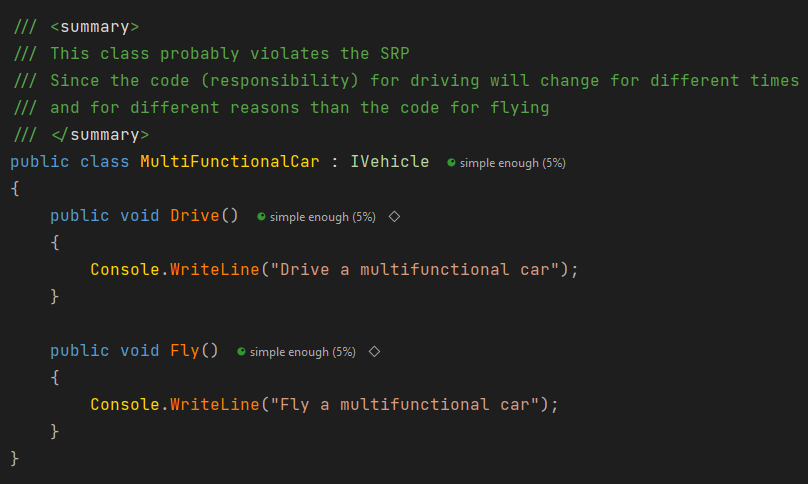 /// <summary>
/// This class probably violates the SRP
/// Since the code (responsibility) for driving will change for different times
/// and for different reasons than the code for flying
/// </summary>
public class MultiFunctionalCar : IVehicle simple enough (5%)
{
    public void Drive() simple enough (5%)
    {
        Console.WriteLine("Drive a multifunctional car");
    }

    public void Fly() simple enough (5%)
    {
        Console.WriteLine("Fly a multifunctional car");
    }
}